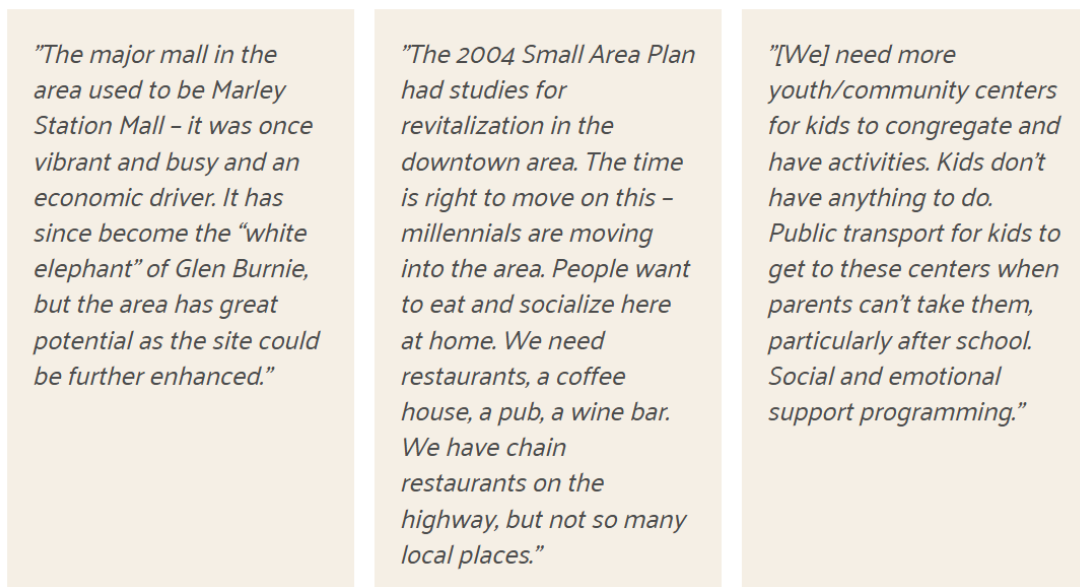 ”The major mall in the
area used to be Marley
Station Mall – it was once
vibrant and busy and an
economic driver. It has
since become the “white
elephant” of Glen Burnie,
but the area has great
potential as the site could
be further enhanced.”
”The 2004 Small Area Plan
had studies for
revitalization in the
downtown area. The time
is right to move on this –
millennials are moving
into the area. People want
to eat and socialize here
at home. We need
restaurants, a coffee
house, a pub, a wine bar.
We have chain
restaurants on the
highway, but not so many
local places.”
”[We] need more
youth/community centers
for kids to congregate and
have activities. Kids don’t
have anything to do.
Public transport for kids to
get to these centers when
parents can’t take them,
particularly after school.
Social and emotional
support programming.”